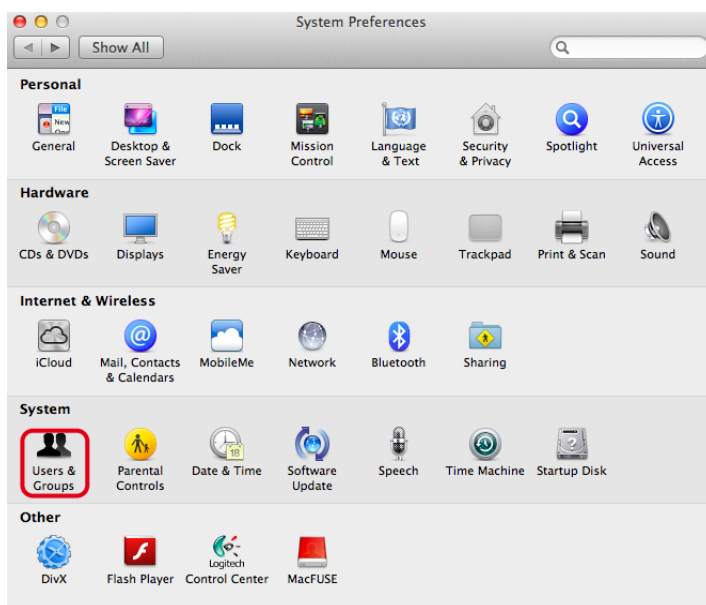 System Preferences
Show All
Personal
General
Desktop &
Screen Saver
Dock
Mission
Control
Language
& Text
Security
& Privacy
Spotlight
Universal
Access
Hardware
CDs & DVDs
Displays
Energy
Saver
Keyboard
Mouse
Trackpad
Print & Scan
Sound
Internet & Wireless
iCloud
@
Mail, Contacts
& Calendars
MobileMe
Network
Bluetooth
Sharing
System
Users &
Groups
Parental
Controls
18
Date & Time
Software
Update
Speech
Time Machine
?
Startup Disk
Other
File
New
DivX
Flash Player
Logitech
Control Center
MacFUSE